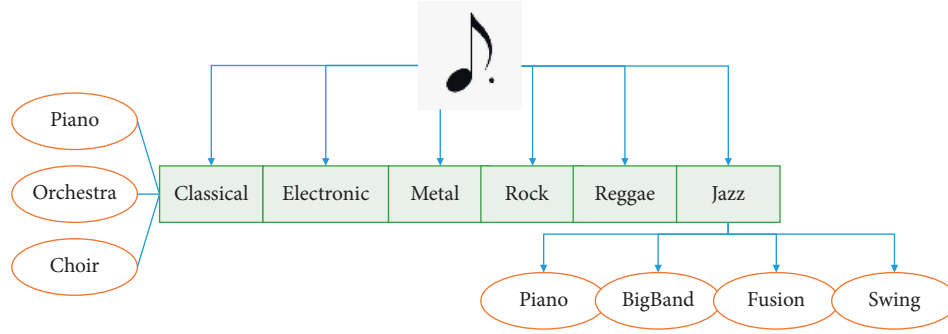 Piano
Orchestra
Choir
Classical
Electronic
Metal
Rock
Reggae
Jazz
Piano
BigBand
Fusion
Swing